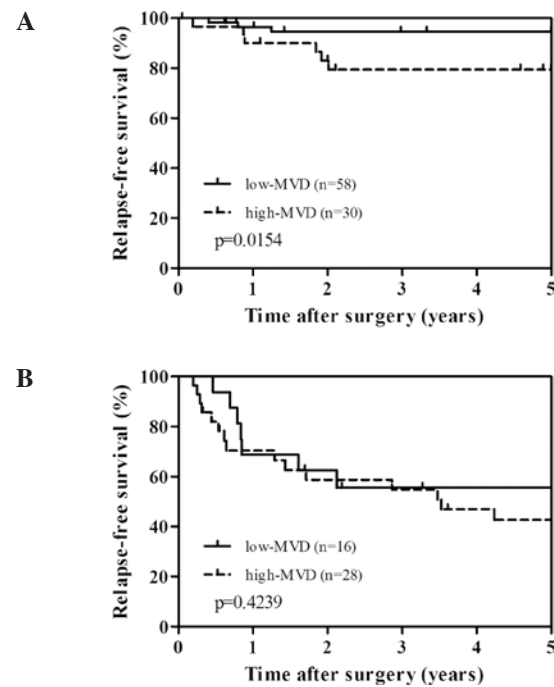 A
Relapse-free survival (%)
100
80
60
40
20
0
low-MVD (n=58)
high-MVD (n=30)
p=0.0154
0 1 2 3 4 5
Time after surgery (years)
B
Relapse-free survival (%)
100
80
60
40
20
0
low-MVD (n=16)
high-MVD (n=28)
p=0.4239
0 1 2 3 4 5
Time after surgery (years)